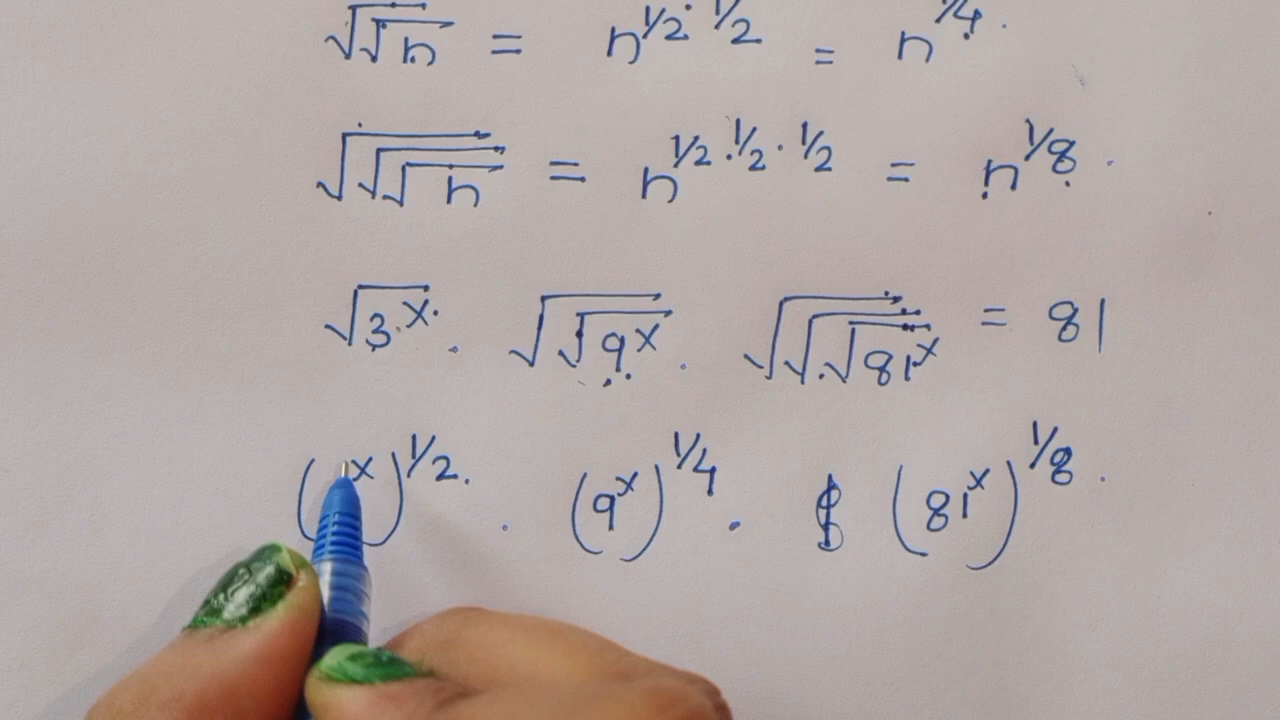 √√n = n^1/2 · 1/2 = n^1/4 .
√√√n = n^1/2 · 1/2 · 1/2 = n^1/8 .
√3^x . √√9^x . √√√81^x = 81
( ^x)^1/2 . (9^x)^1/4 . (81^x)^1/8 .